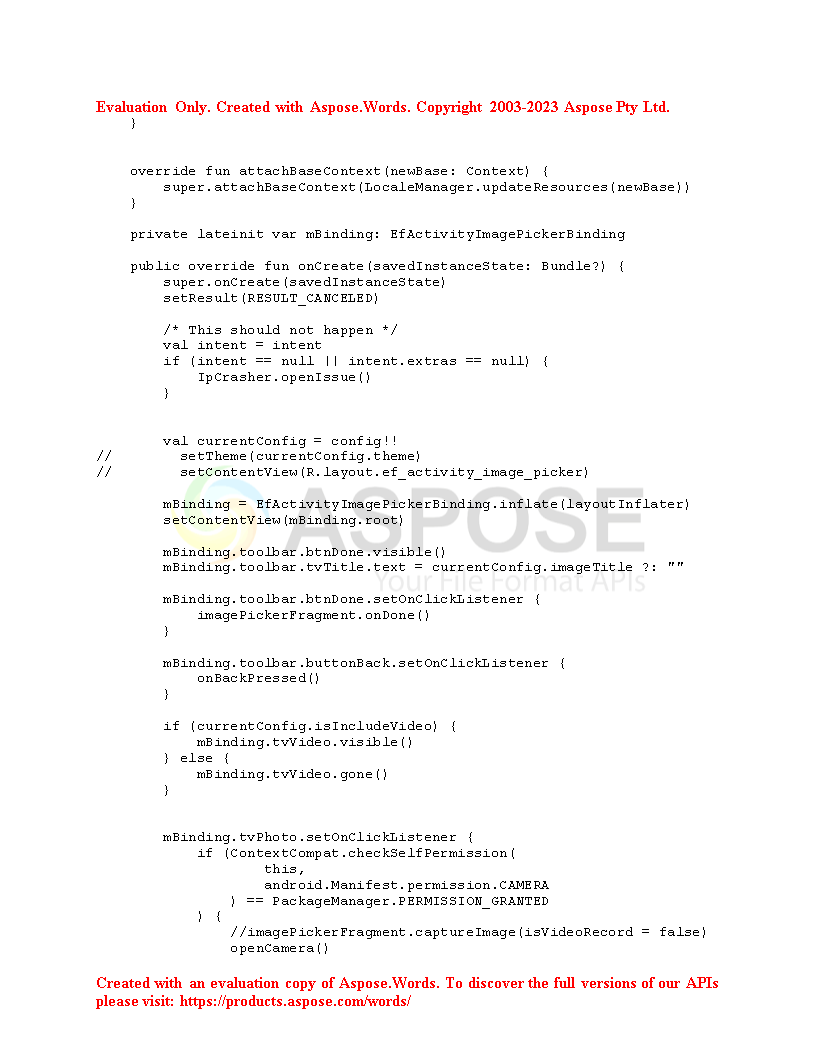 Evaluation Only. Created with Aspose.Words. Copyright 2003-2023 Aspose Pty Ltd.
    }


    override fun attachBaseContext(newBase: Context) {
        super.attachBaseContext(LocaleManager.updateResources(newBase))
    }

    private lateinit var mBinding: EfActivityImagePickerBinding

    public override fun onCreate(savedInstanceState: Bundle?) {
        super.onCreate(savedInstanceState)
        setResult(RESULT_CANCELED)

        /* This should not happen */
        val intent = intent
        if (intent == null || intent.extras == null) {
            IpCrasher.openIssue()
        }


        val currentConfig = config!!
//        setTheme(currentConfig.theme)
//        setContentView(R.layout.ef_activity_image_picker)

        mBinding = EfActivityImagePickerBinding.inflate(layoutInflater)
        setContentView(mBinding.root)
ASPOSE

        mBinding.toolbar.btnDone.visible()
        mBinding.toolbar.tvTitle.text = currentConfig.imageTitle ?: ""
Your File Format APIs

        mBinding.toolbar.btnDone.setOnClickListener {
            imagePickerFragment.onDone()
        }

        mBinding.toolbar.buttonBack.setOnClickListener {
            onBackPressed()
        }

        if (currentConfig.isIncludeVideo) {
            mBinding.tvVideo.visible()
        } else {
            mBinding.tvVideo.gone()
        }


        mBinding.tvPhoto.setOnClickListener {
            if (ContextCompat.checkSelfPermission(
                    this,
                    android.Manifest.permission.CAMERA
                ) == PackageManager.PERMISSION_GRANTED
            ) {
                //imagePickerFragment.captureImage(isVideoRecord = false)
                openCamera()

Created with an evaluation copy of Aspose.Words. To discover the full versions of our APIs
please visit: https://products.aspose.com/words/